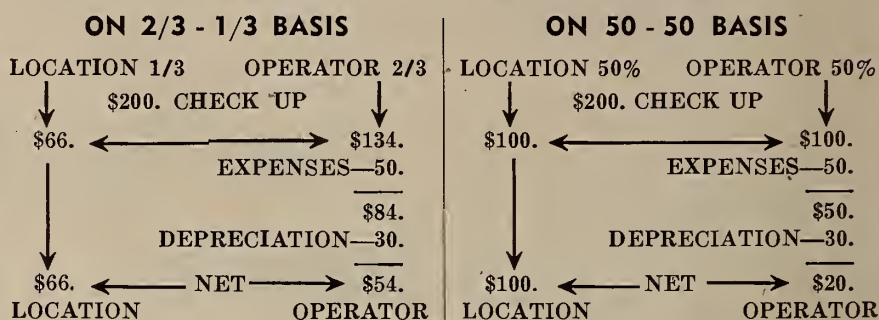 ON 2/3 - 1/3 BASIS
LOCATION 1/3 OPERATOR 2/3
$200. CHECK UP
$66. $134.
EXPENSES—50.
$84.
DEPRECIATION—30.
$66. NET $54.
LOCATION OPERATOR
ON 50 - 50 BASIS
LOCATION 50% OPERATOR 50%
$200. CHECK UP
$100. $100.
EXPENSES—50.
$50.
DEPRECIATION—30.
$100. NET $20.
LOCATION OPERATOR